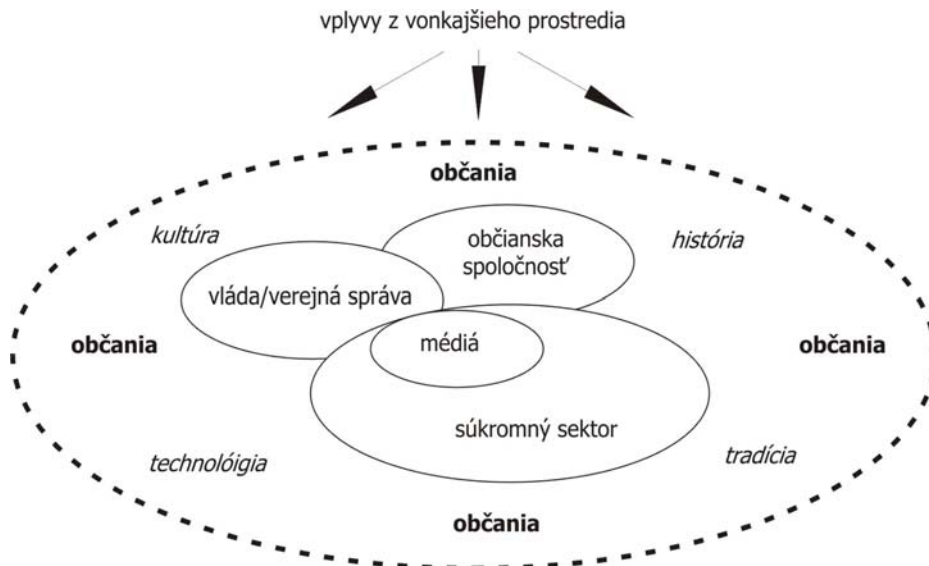 vplyvy z vonkajšieho prostredia
občania
kultúra
občianska
spoločnosť
história
vláda/verejná správa
občania
médiá
občania
súkromný sektor
technolóigia
tradícia
občania